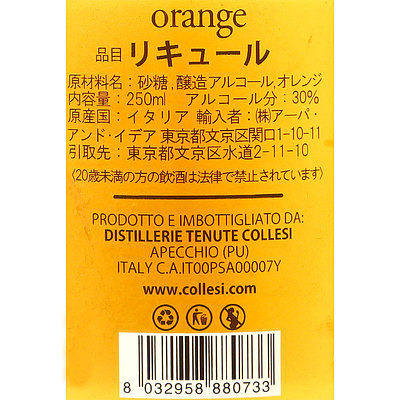 orange
品目 リキュール
原材料名：砂糖，醸造アルコール，オレンジ
内容量：250ml　アルコール分：30%
原産国：イタリア 輸入者：㈱アーバ・
アンド・イデア 東京都文京区関口1-10-11
引取先：東京都文京区水道2-11-10
〈20歳未満の方の飲酒は法律で禁止されています〉
PRODOTTO E IMBOTTIGLIATO DA:
DISTILLERIE TENUTE COLLESI
APECCHIO (PU)
ITALY C.A.IT00PSA00007Y
www.collesi.com
8 032958 880733